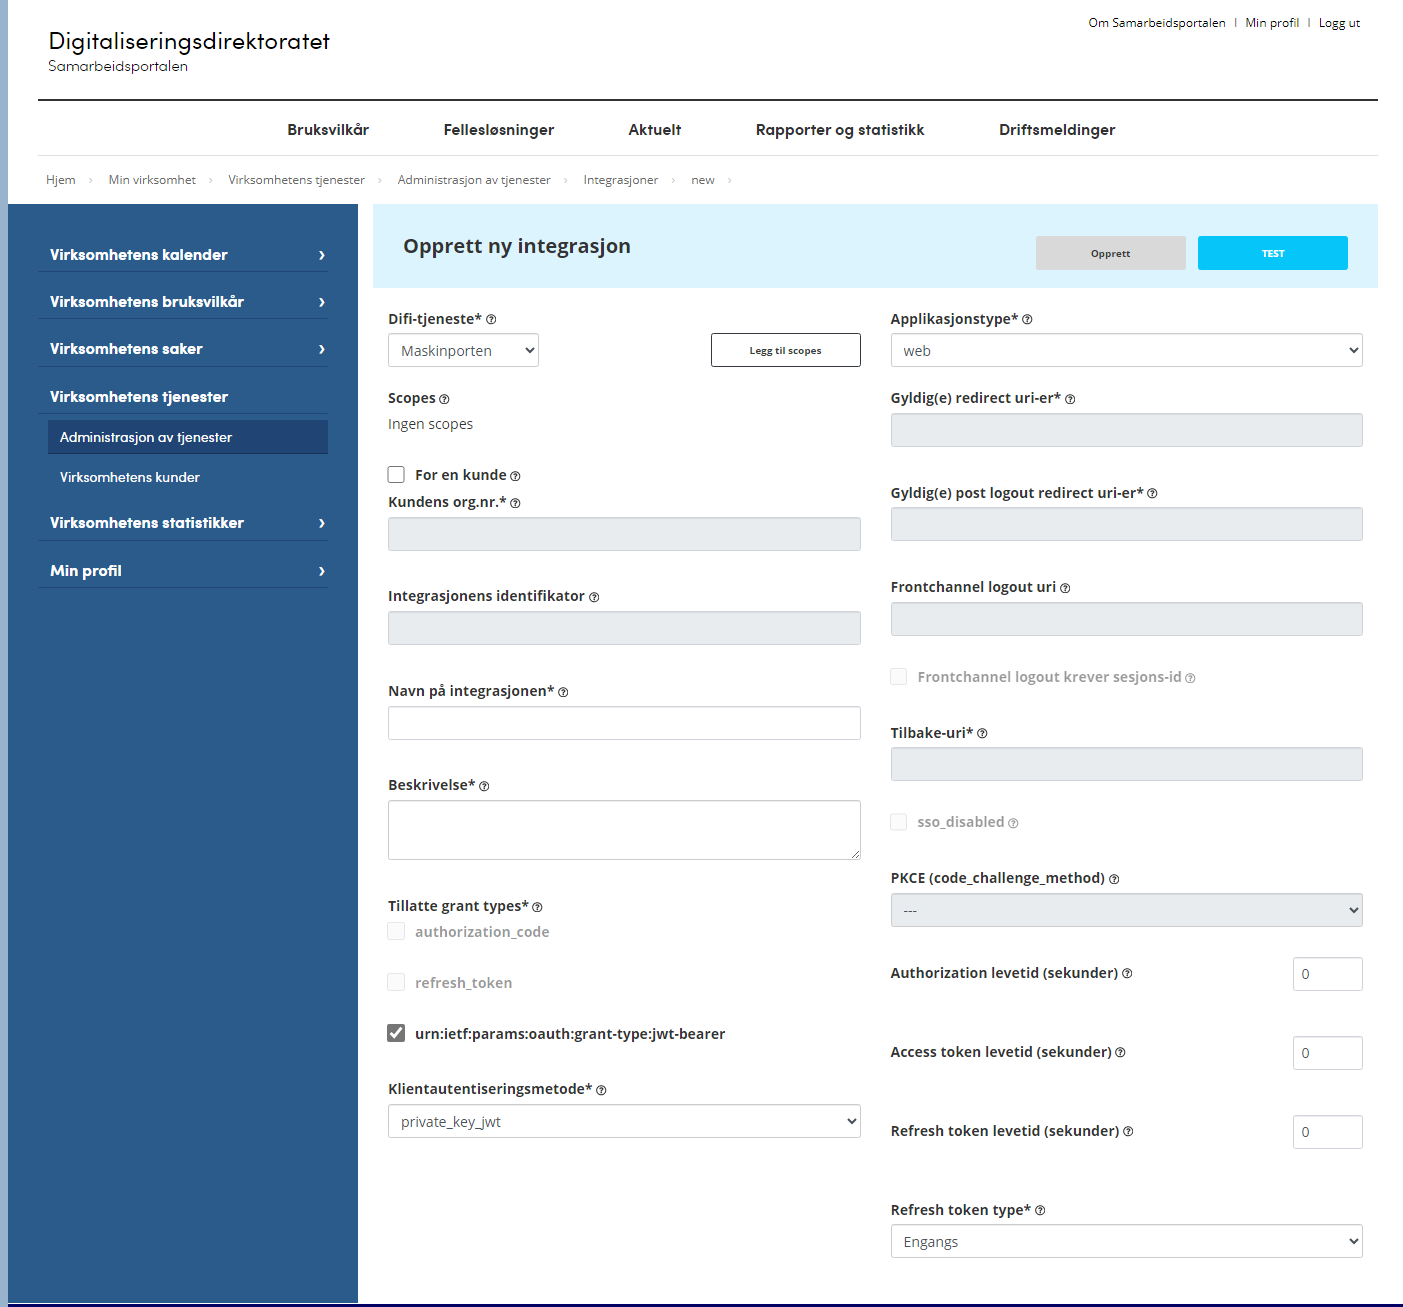 Om Samarbeidsportalen | Min profil | Logg ut
Digitaliseringsdirektoratet
Samarbeidsportalen
Bruksvilkår Fellesløsninger Aktuelt Rapporter og statistikk Driftsmeldinger
Hjem › Min virksomhet › Virksomhetens tjenester › Administrasjon av tjenester › Integrasjoner › new ›
Virksomhetens kalender ›
Virksomhetens bruksvilkår ›
Virksomhetens saker ›
Virksomhetens tjenester
Administrasjon av tjenester
Virksomhetens kunder
Virksomhetens statistikker ›
Min profil ›
Opprett ny integrasjon
Opprett TEST
Difi-tjeneste*
Maskinporten
Legg til scopes
Scopes
Ingen scopes
For en kunde
Kundens org.nr.*
Integrasjonens identifikator
Navn på integrasjonen*
Beskrivelse*
Tillatte grant types*
authorization_code
refresh_token
urn:ietf:params:oauth:grant-type:jwt-bearer
Klientautentiseringsmetode*
private_key_jwt
Applikasjonstype*
web
Gyldig(e) redirect uri-er*
Gyldig(e) post logout redirect uri-er*
Frontchannel logout uri
Frontchannel logout krever sesjons-id
Tilbake-uri*
sso_disabled
PKCE (code_challenge_method)
---
Authorization levetid (sekunder) 0
Access token levetid (sekunder) 0
Refresh token levetid (sekunder) 0
Refresh token type*
Engangs